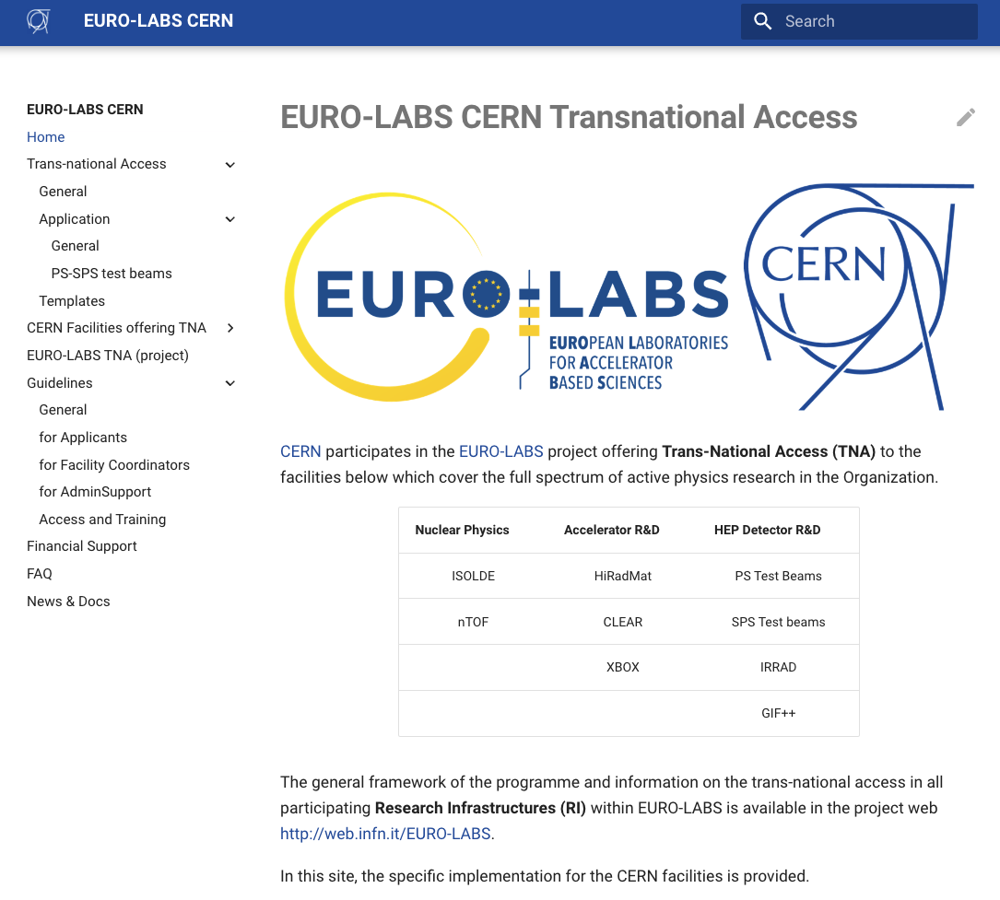 EURO-LABS CERN
Search
EURO-LABS CERN
Home
Trans-national Access
General
Application
General
PS-SPS test beams
Templates
CERN Facilities offering TNA
EURO-LABS TNA (project)
Guidelines
General
for Applicants
for Facility Coordinators
for AdminSupport
Access and Training
Financial Support
FAQ
News & Docs
EURO-LABS CERN Transnational Access
EURO-LABS
EUROPEAN LABORATORIES
FOR ACCELERATOR
BASED SCIENCES
CERN
CERN participates in the EURO-LABS project offering Trans-National Access (TNA) to the
facilities below which cover the full spectrum of active physics research in the Organization.
Nuclear Physics Accelerator R&D HEP Detector R&D
ISOLDE HiRadMat PS Test Beams
nTOF CLEAR SPS Test beams
XBOX IRRAD
GIF++
The general framework of the programme and information on the trans-national access in all
participating Research Infrastructures (RI) within EURO-LABS is available in the project web
http://web.infn.it/EURO-LABS.
In this site, the specific implementation for the CERN facilities is provided.